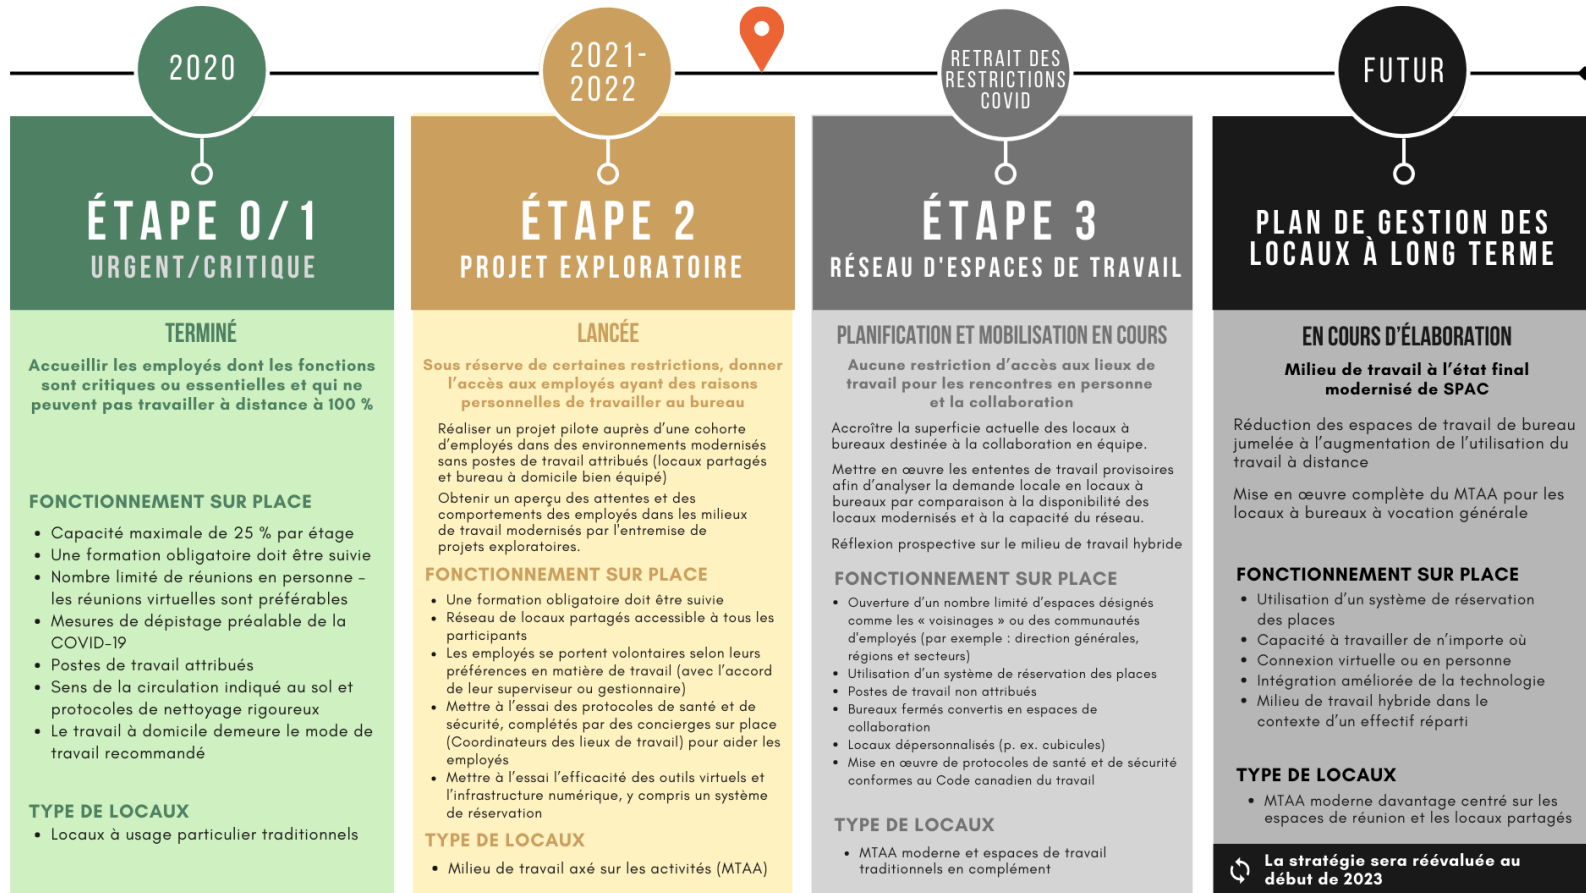 2020
ÉTAPE 0/1
URGENT/CRITIQUE
TERMINÉ
Accueillir les employés dont les fonctions
sont critiques ou essentielles et qui ne
peuvent pas travailler à distance à 100 %
FONCTIONNEMENT SUR PLACE
• Capacité maximale de 25 % par étage
• Une formation obligatoire doit être suivie
• Nombre limité de réunions en personne -
les réunions virtuelles sont préférables
• Mesures de dépistage préalable de la
COVID-19
• Postes de travail attribués
• Sens de la circulation indiqué au sol et
protocoles de nettoyage rigoureux
• Le travail à domicile demeure le mode de
travail recommandé
TYPE DE LOCAUX
• Locaux à usage particulier traditionnels
2021-
2022
ÉTAPE 2
PROJET EXPLORATOIRE
LANCÉE
Sous réserve de certaines restrictions, donner
l'accès aux employés ayant des raisons
personnelles de travailler au bureau
Réaliser un projet pilote auprès d'une cohorte
d'employés dans des environnements modernisés
sans postes de travail attribués (locaux partagés
et bureau à domicile bien équipé)
Obtenir un aperçu des attentes et des
comportements des employés dans les milieux
de travail modernisés par l'entremise de
projets exploratoires.
FONCTIONNEMENT SUR PLACE
• Une formation obligatoire doit être suivie
• Réseau de locaux partagés accessible à tous les
participants
• Les employés se portent volontaires selon leurs
préférences en matière de travail (avec l'accord
de leur superviseur ou gestionnaire)
• Mettre à l'essai des protocoles de santé et de
sécurité, complétés par des concierges sur place
(Coordinateurs des lieux de travail) pour aider les
employés
• Mettre à l'essai l'efficacité des outils virtuels et
l'infrastructure numérique, y compris un système
de réservation
TYPE DE LOCAUX
• Milieu de travail axé sur les activités (MTAA)
RETRAIT DES
RESTRICTIONS
COVID
ÉTAPE 3
RÉSEAU D'ESPACES DE TRAVAIL
PLANIFICATION ET MOBILISATION EN COURS
Aucune restriction d'accès aux lieux de
travail pour les rencontres en personne
et la collaboration
Accroître la superficie actuelle des locaux à
bureaux destinée à la collaboration en équipe.
Mettre en œuvre les ententes de travail provisoires
afin d'analyser la demande locale en locaux à
bureaux par comparaison à la disponibilité des
locaux modernisés et à la capacité du réseau.
Réflexion prospective sur le milieu de travail hybride
FONCTIONNEMENT SUR PLACE
• Ouverture d'un nombre limité d'espaces désignés
comme les « voisinages » ou des communautés
d'employés (par exemple : direction générales,
régions et secteurs)
• Utilisation d'un système de réservation des places
• Postes de travail non attribués
• Bureaux fermés convertis en espaces de
collaboration
• Locaux dépersonnalisés (p. ex. cubicules)
• Mise en œuvre de protocoles de santé et de sécurité
conformes au Code canadien du travail
TYPE DE LOCAUX
• MTAA moderne et espaces de travail
traditionnels en complément
FUTUR
PLAN DE GESTION DES
LOCAUX À LONG TERME
EN COURS D'ÉLABORATION
Milieu de travail à l'état final
modernisé de SPAC
Réduction des espaces de travail de bureau
jumelée à l'augmentation de l'utilisation du
travail à distance
Mise en œuvre complète du MTAA pour les
locaux à bureaux à vocation générale
FONCTIONNEMENT SUR PLACE
• Utilisation d'un système de réservation
des places
• Capacité à travailler de n'importe où
• Connexion virtuelle ou en personne
• Intégration améliorée de la technologie
• Milieu de travail hybride dans le
contexte d'un effectif réparti
TYPE DE LOCAUX
• MTAA moderne davantage centré sur les
espaces de réunion et les locaux partagés
La stratégie sera réévaluée au
début de 2023